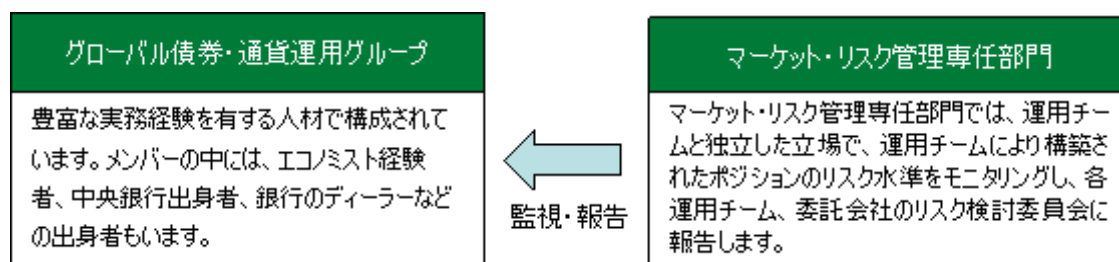 グローバル債券・通貨運用グループ
豊富な実務経験を有する人材で構成されて
います。メンバーの中には、エコノミスト経験
者、中央銀行出身者、銀行のディーラーなど
の出身者もいます。
監視・報告
マーケット・リスク管理専任部門
マーケット・リスク管理専任部門では、運用チー
ムと独立した立場で、運用チームにより構築さ
れたポジションのリスク水準をモニタリングし、各
運用チーム、委託会社のリスク検討委員会に
報告します。